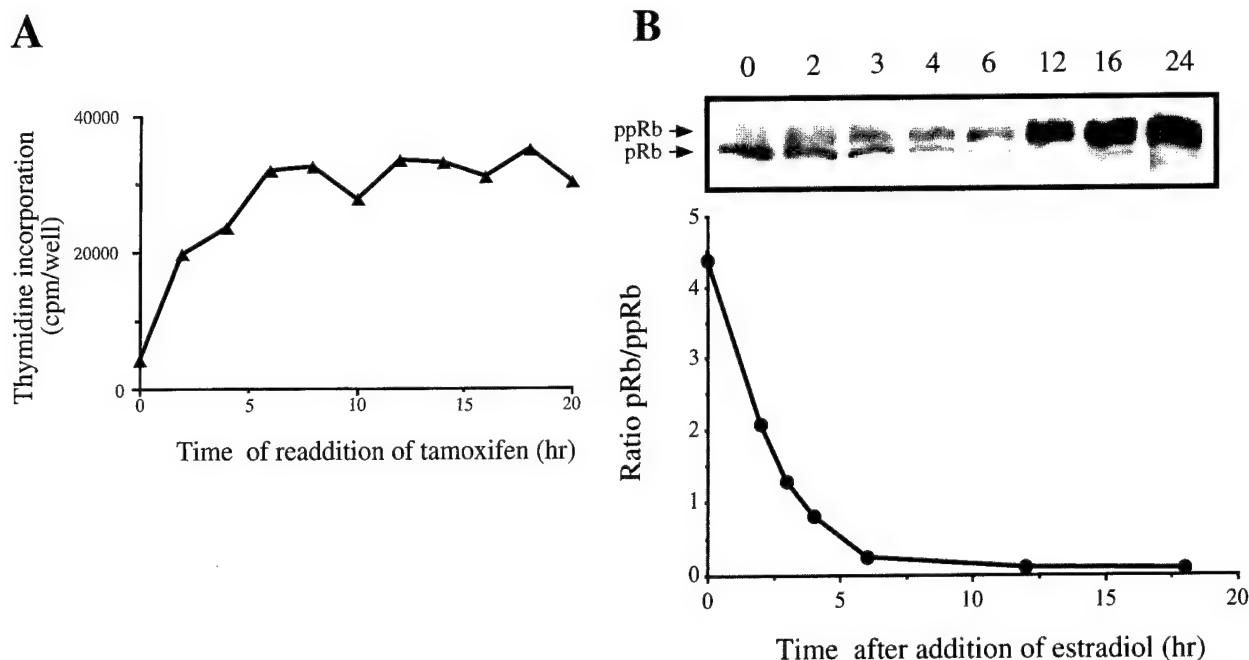 A
40000
20000
0
0
5
10
15
20
Thymidine incorporation
(cpm/well)
Time of readdition of tamoxifen (hr)
B
0 2 3 4 6 12 16 24
ppRb
pRb
5
4
3
2
1
0
0
5
10
15
20
Ratio pRb/ppRb
Time after addition of estradiol (hr)